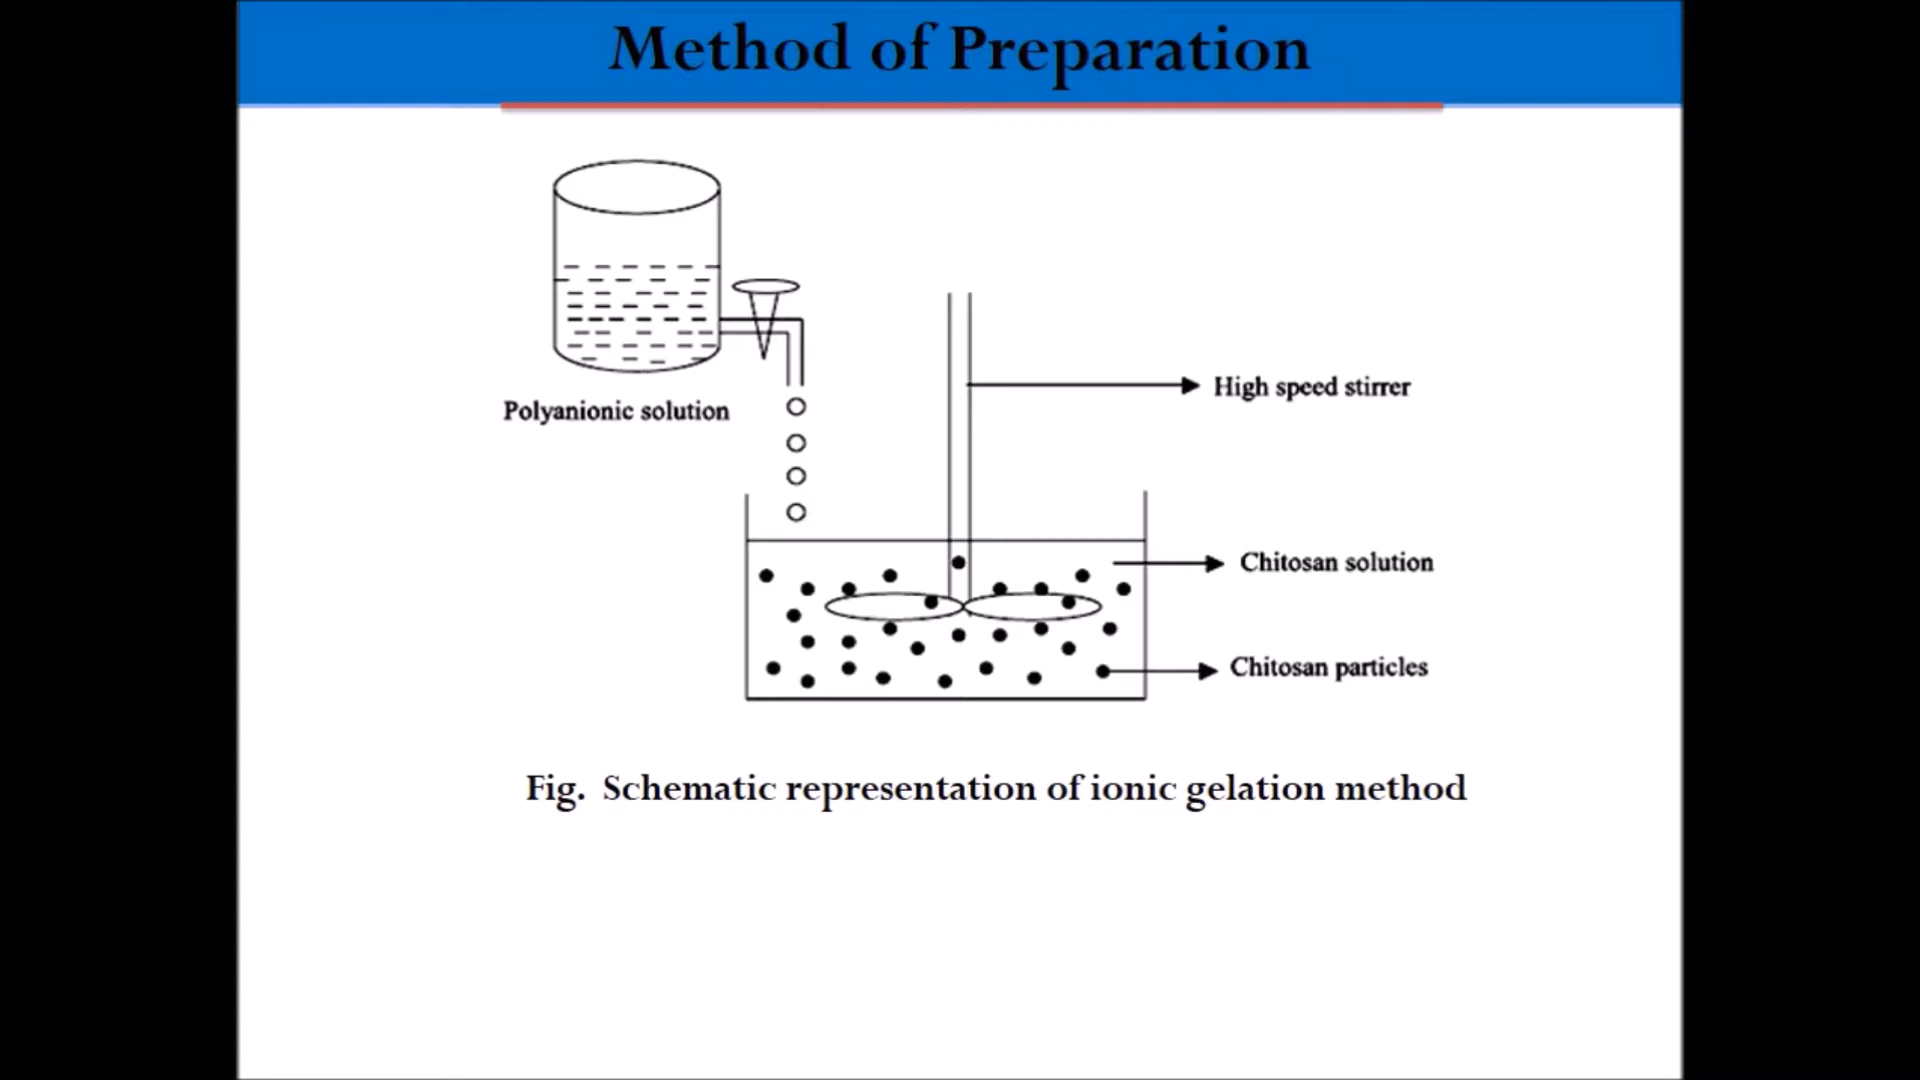 Method of Preparation
Polyanionic solution
High speed stirrer
Chitosan solution
Chitosan particles
Fig. Schematic representation of ionic gelation method